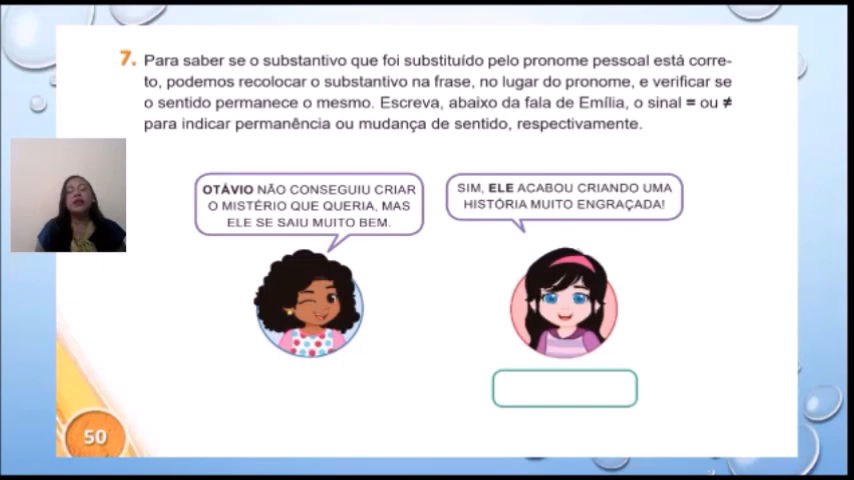 7. Para saber se o substantivo que foi substituído pelo pronome pessoal está corre-
to, podemos recolocar o substantivo na frase, no lugar do pronome, e verificar se
o sentido permanece o mesmo. Escreva, abaixo da fala de Emília, o sinal = ou ≠
para indicar permanência ou mudança de sentido, respectivamente.
OTÁVIO NÃO CONSEGUIU CRIAR
O MISTÉRIO QUE QUERIA, MAS
ELE SE SAIU MUITO BEM.
SIM, ELE ACABOU CRIANDO UMA
HISTÓRIA MUITO ENGRAÇADA!
50